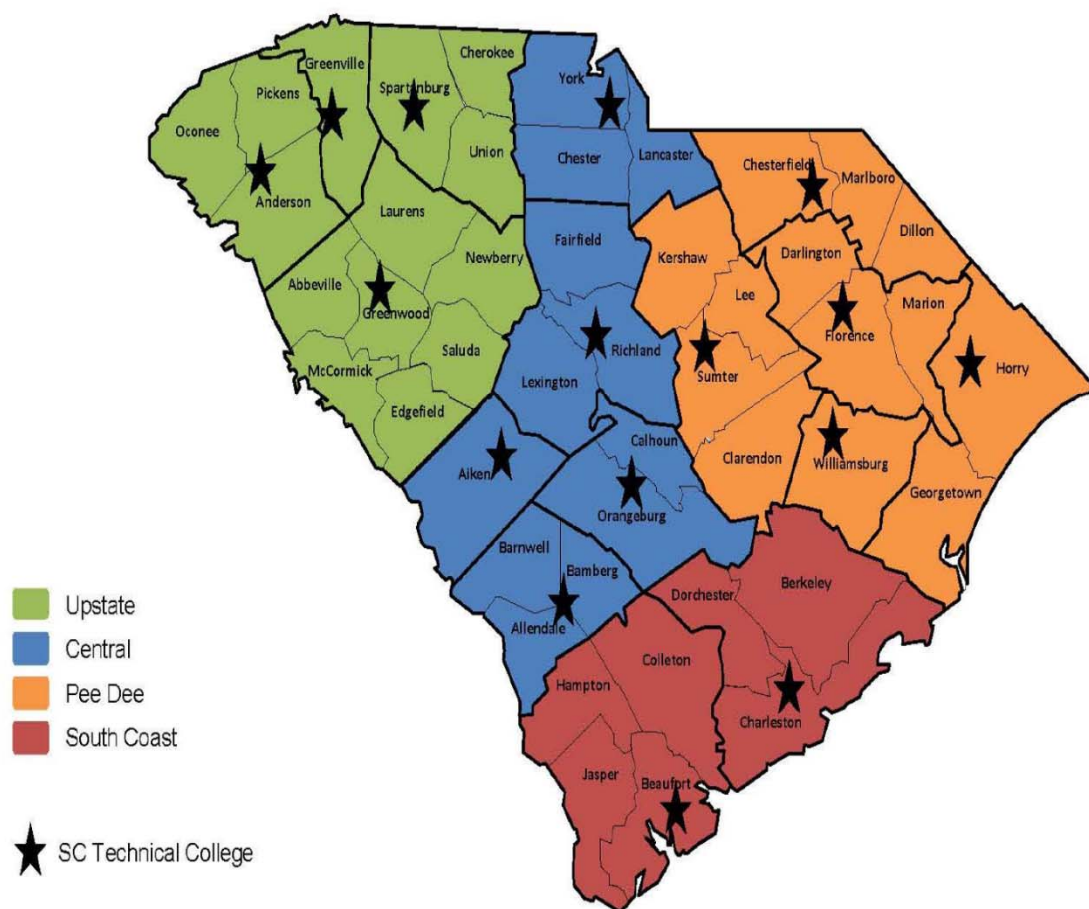 Cherokee
York
Greenville
Spartanburg
Pickens
Oconee
Union
Chester
Lancaster
Chesterfield
Marlboro
Anderson
Laurens
Dillon
Fairfield
Newberry
Kershaw
Darlington
Abbeville
Lee
Marion
Greenwood
Richland
Florence
Saluda
McCormick
Lexington
Sumter
Horry
Edgefield
Calhoun
Clarendon
Williamsburg
Aiken
Georgetown
Orangeburg
Barnwell
Bamberg
Berkeley
Dorchester
Allendale
Colleton
Hampton
Charleston
Jasper
Beaufort
Upstate
Central
Pee Dee
South Coast
SC Technical College